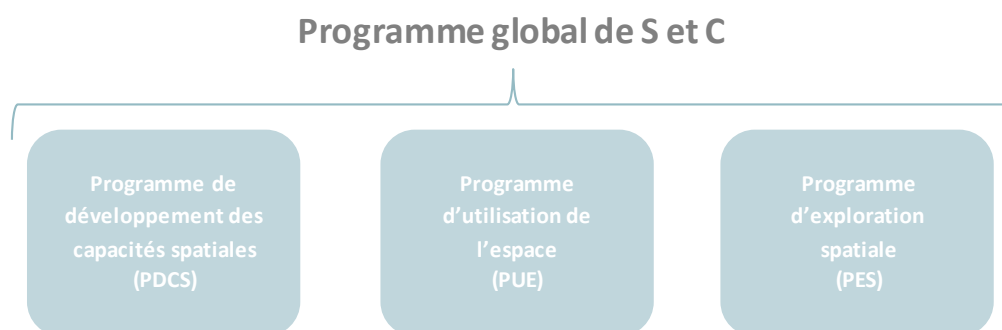 Programme global de S et C
Programme de
développement des
capacités spatiales
(PDCS)
Programme
d’utilisation de
l’espace
(PUE)
Programme
d’exploration
spatiale
(PES)